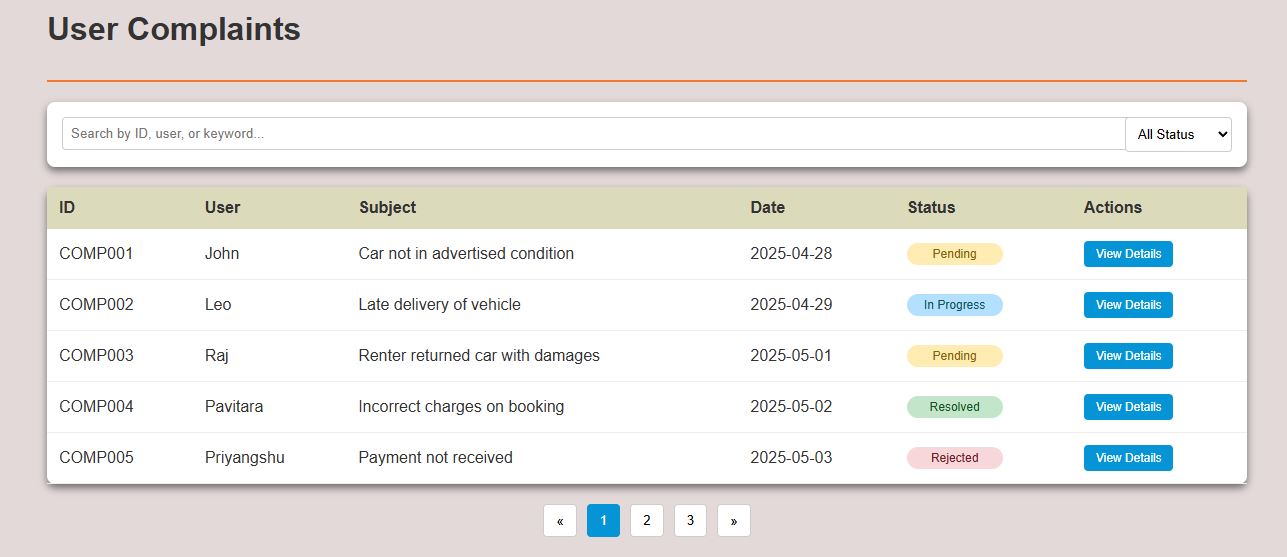 User Complaints
Search by ID, user, or keyword... All Status
ID User Subject Date Status Actions
COMP001 John Car not in advertised condition 2025-04-28 Pending View Details
COMP002 Leo Late delivery of vehicle 2025-04-29 In Progress View Details
COMP003 Raj Renter returned car with damages 2025-05-01 Pending View Details
COMP004 Pavitara Incorrect charges on booking 2025-05-02 Resolved View Details
COMP005 Priyangshu Payment not received 2025-05-03 Rejected View Details
« 1 2 3 »